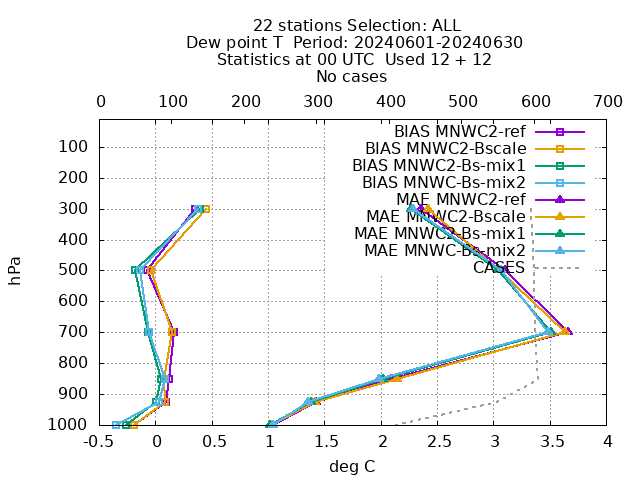 22 stations Selection: ALL
Dew point T  Period: 20240601-20240630
Statistics at 00 UTC  Used 12 + 12
No cases
0 100 200 300 400 500 600 700
BIAS MNWC2-ref
BIAS MNWC2-Bscale
BIAS MNWC2-Bs-mix1
BIAS MNWC-Bs-mix2
MAE MNWC2-ref
MAE MNWC2-Bscale
MAE MNWC2-Bs-mix1
MAE MNWC-Bs-mix2
CASES
hPa
100
200
300
400
500
600
700
800
900
1000
-0.5 0 0.5 1 1.5 2 2.5 3 3.5 4
deg C